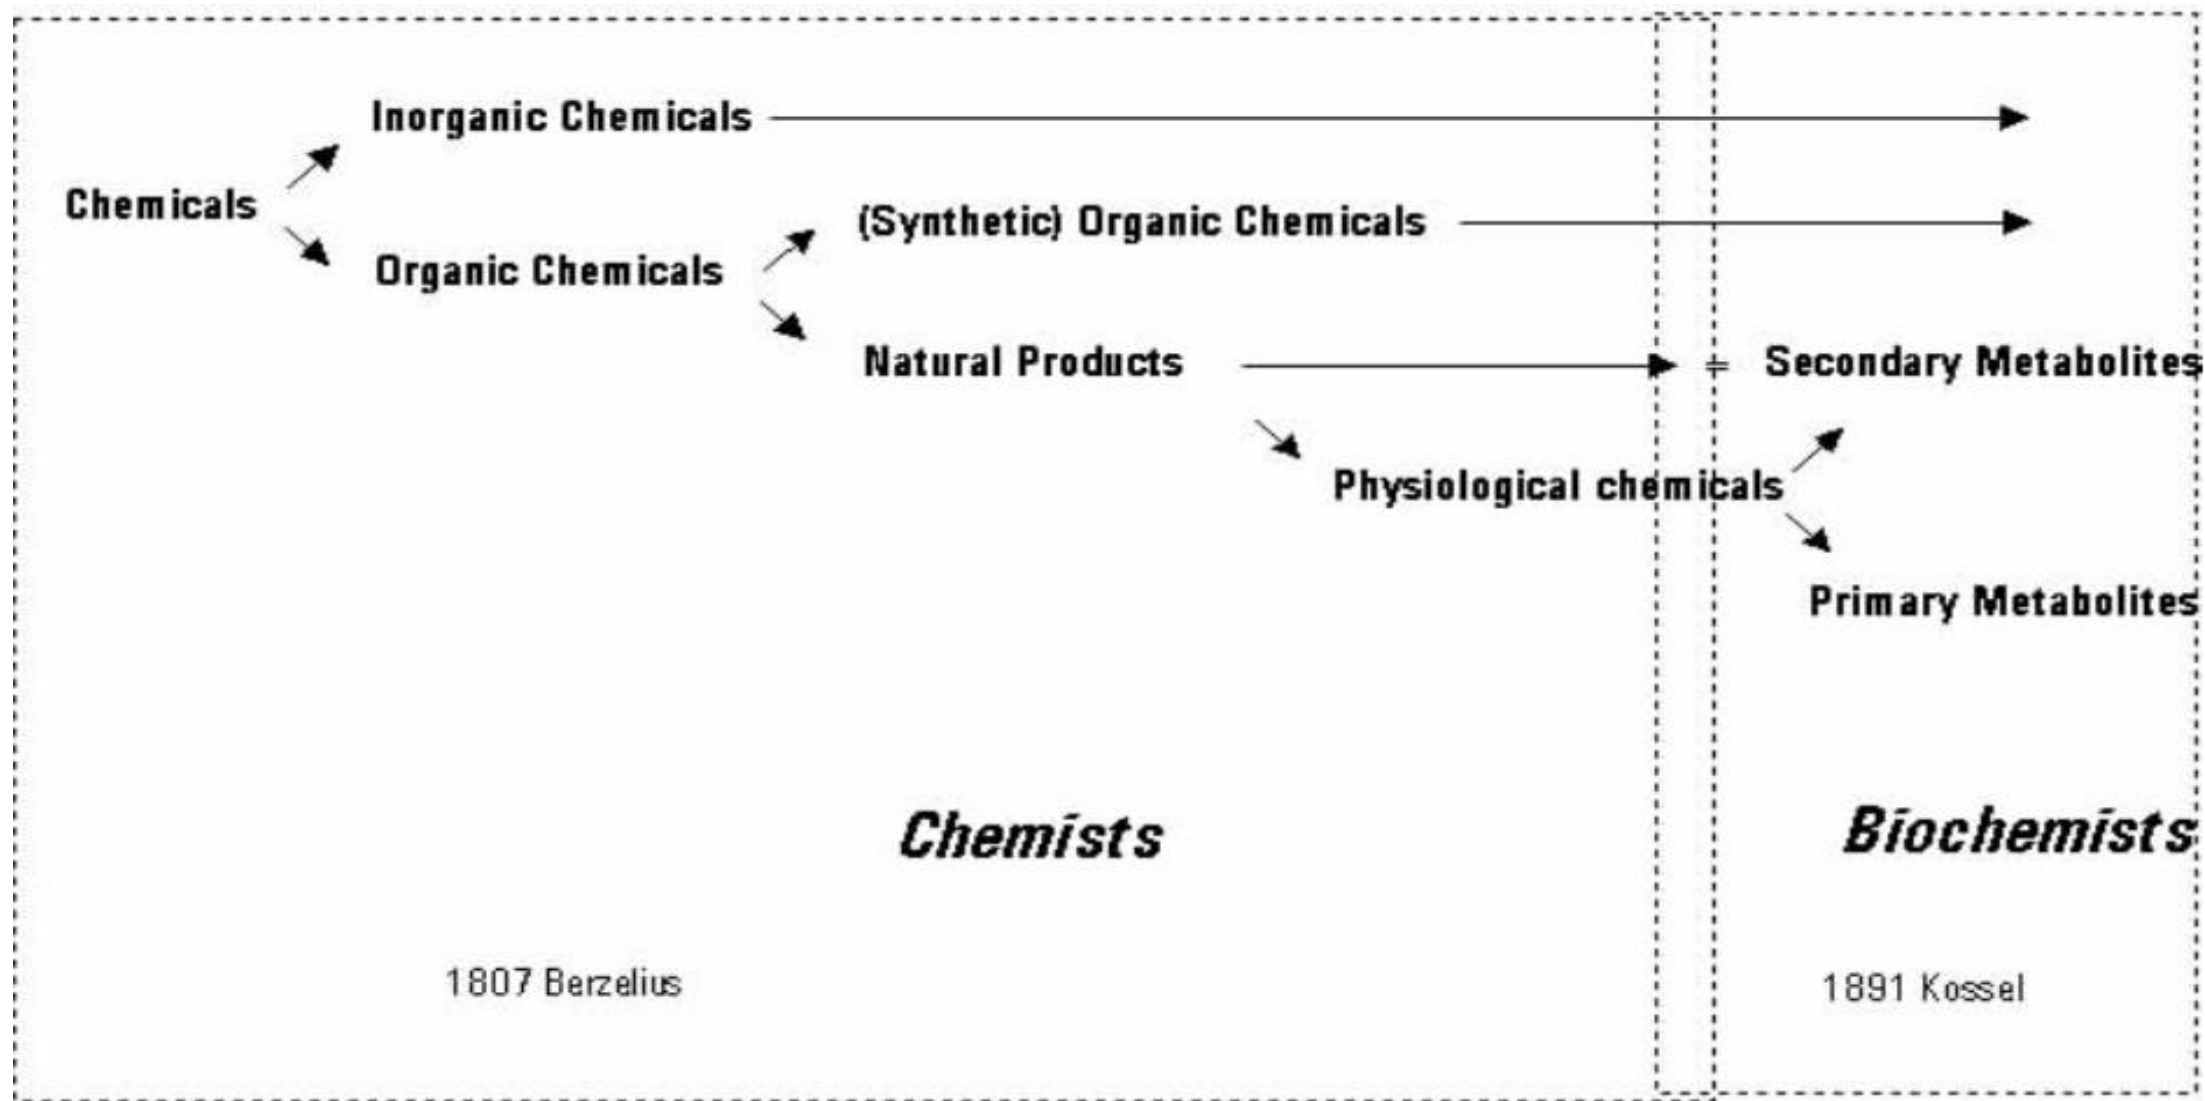 Inorganic Chemicals
Chemicals
(Synthetic) Organic Chemicals
Organic Chemicals
Natural Products
= Secondary Metabolites
Physiological chemicals
Primary Metabolites
Chemists
Biochemists
1807 Berzelius
1891 Kossel